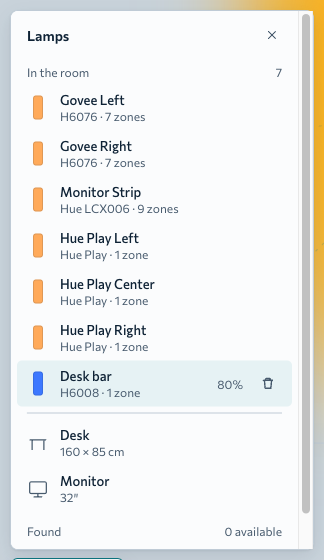 Lamps
In the room 7
Govee Left
H6076 · 7 zones
Govee Right
H6076 · 7 zones
Monitor Strip
Hue LCX006 · 9 zones
Hue Play Left
Hue Play · 1 zone
Hue Play Center
Hue Play · 1 zone
Hue Play Right
Hue Play · 1 zone
Desk bar
H6008 · 1 zone 80%
Desk
160 × 85 cm
Monitor
32″
Found 0 available